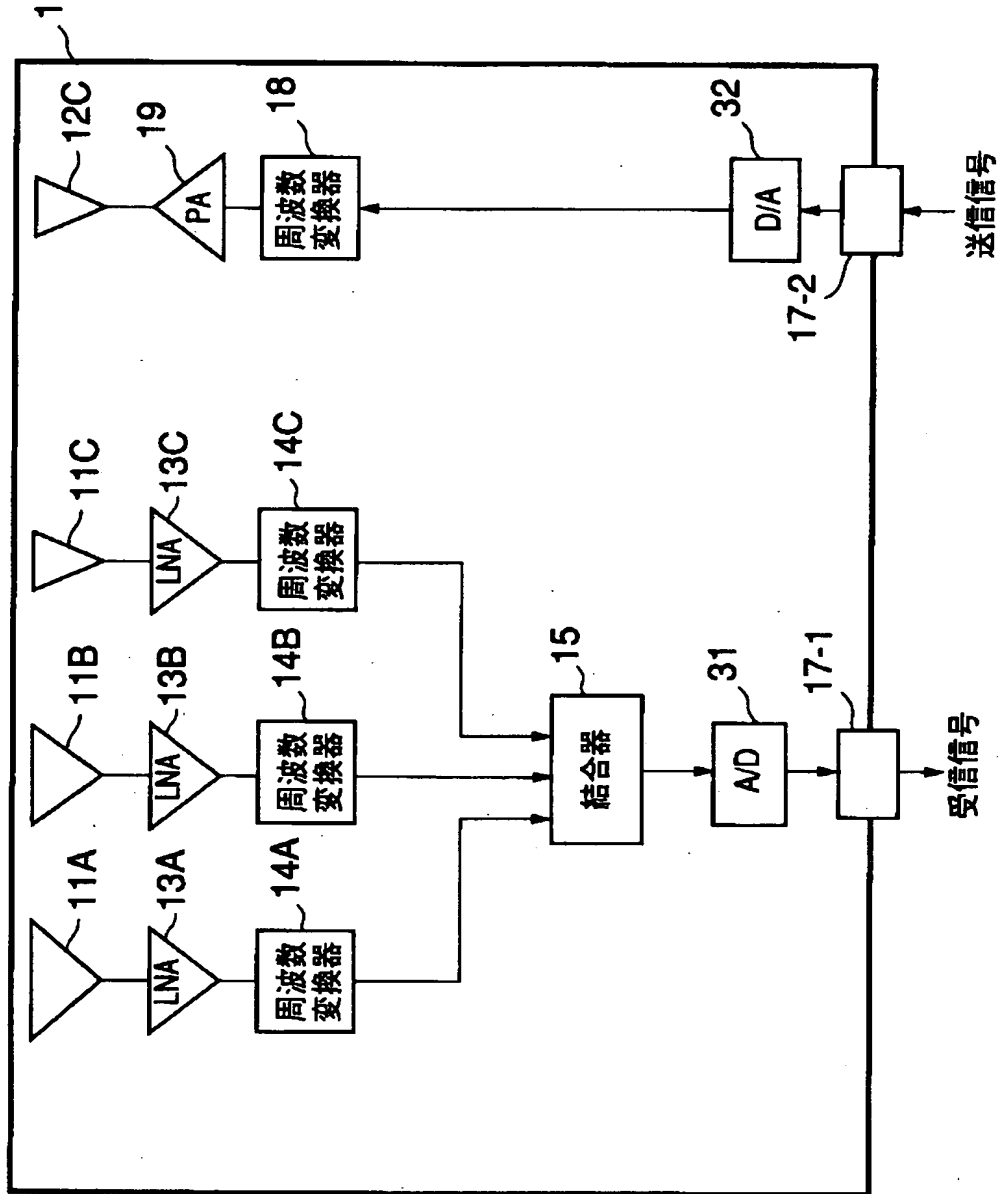 1
11A
11B
11C
12C
LNA
13A
LNA
13B
LNA
13C
PA
19
周波数
変換器
14A
周波数
変換器
14B
周波数
変換器
14C
周波数
変換器
18
結合器
15
A/D
31
D/A
32
17-1
17-2
受信信号
送信信号